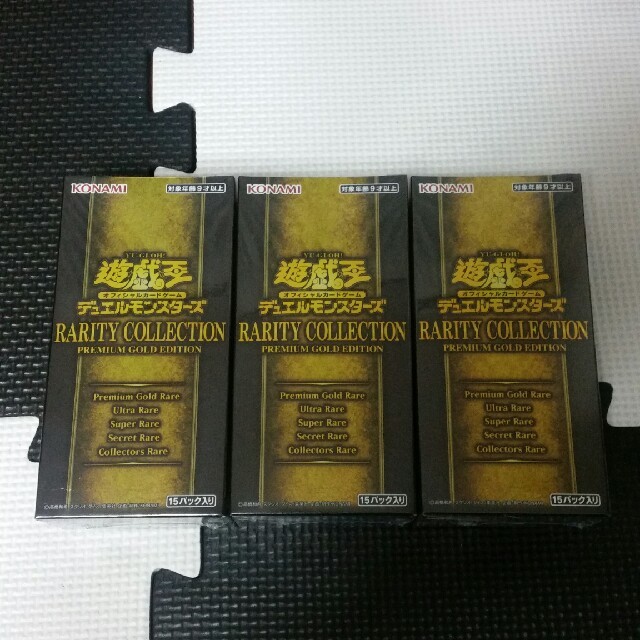 KONAMI
対象年齢9才以上
YU-GI-OH!
遊戯王
オフィシャルカードゲーム
デュエルモンスターズ
RARITY COLLECTION
PREMIUM GOLD EDITION
Premium Gold Rare
Ultra Rare
Super Rare
Secret Rare
Collectors Rare
15パック入り
KONAMI
対象年齢9才以上
YU-GI-OH!
遊戯王
オフィシャルカードゲーム
デュエルモンスターズ
RARITY COLLECTION
PREMIUM GOLD EDITION
Premium Gold Rare
Ultra Rare
Super Rare
Secret Rare
Collectors Rare
15パック入り
KONAMI
対象年齢9才以上
YU-GI-OH!
遊戯王
オフィシャルカードゲーム
デュエルモンスターズ
RARITY COLLECTION
PREMIUM GOLD EDITION
Premium Gold Rare
Ultra Rare
Super Rare
Secret Rare
Collectors Rare
15パック入り